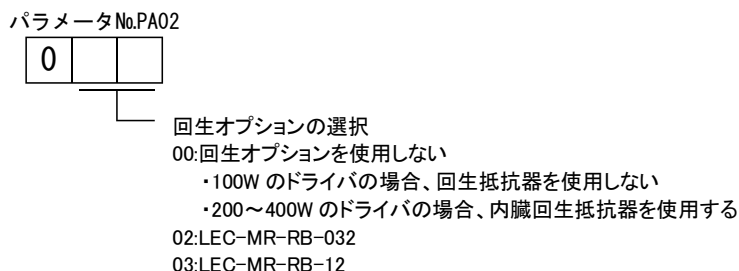 パラメータ№PA02
0
回生オプションの選択
00:回生オプションを使用しない
・100W のドライバの場合、回生抵抗器を使用しない
・200～400W のドライバの場合、内臓回生抵抗器を使用する
02:LEC-MR-RB-032
03:LEC-MR-RB-12